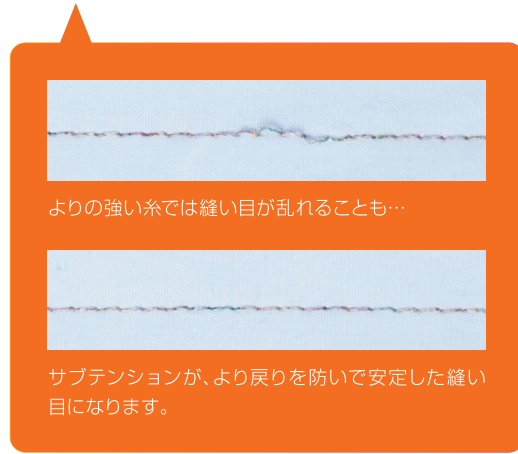 よりの強い糸では縫い目が乱れることも…
サブテンションが、より戻りを防いで安定した縫い
目になります。